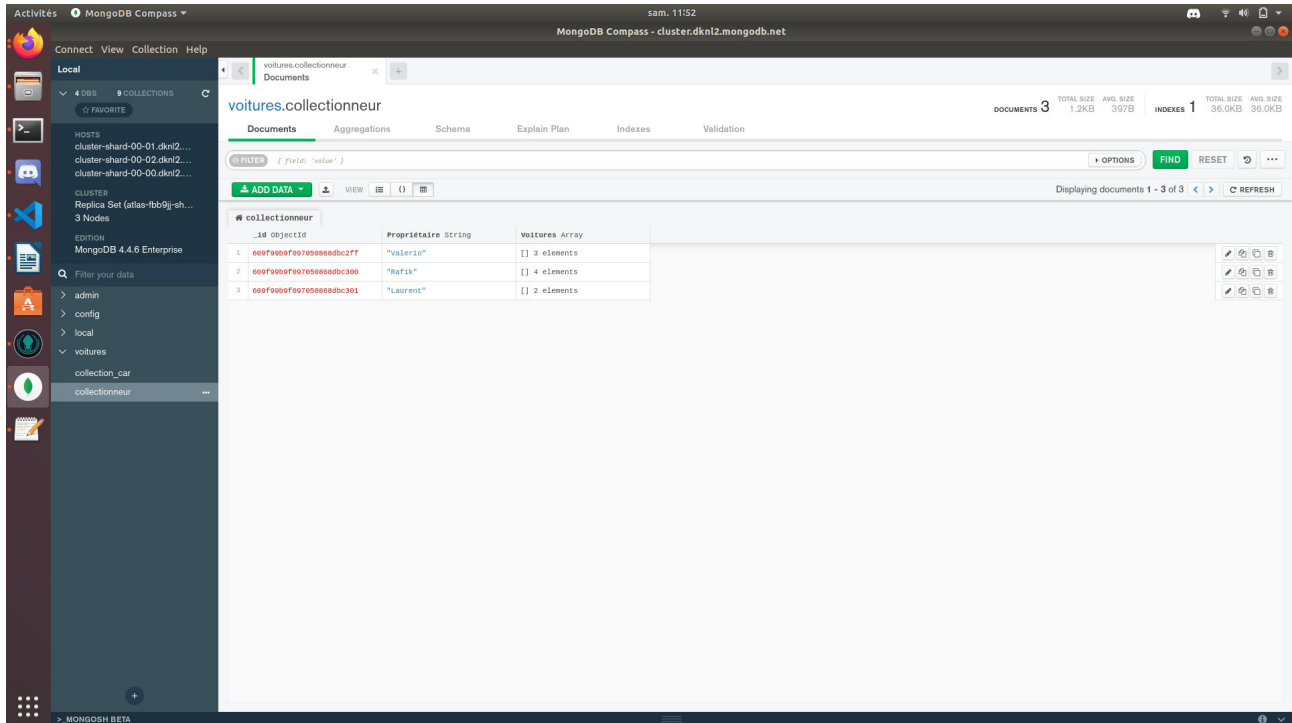 Activités MongoDB Compass sam. 11:52
MongoDB Compass - cluster.dknl2.mongodb.net
Connect View Collection Help
Local
4 DBS 9 COLLECTIONS
☆ FAVORITE
HOSTS
cluster-shard-00-01.dknl2....
cluster-shard-00-02.dknl2....
cluster-shard-00-00.dknl2....
CLUSTER
Replica Set (atlas-fbb9jj-sh...
3 Nodes
EDITION
MongoDB 4.4.6 Enterprise
Filter your data
admin
config
local
voitures
collection_car
collectionneur
voitures.collectionneur
Documents
voitures.collectionneur
DOCUMENTS 3 TOTAL SIZE 1.2KB AVG. SIZE 397B INDEXES 1 TOTAL SIZE 36.0KB AVG. SIZE 36.0KB
Documents Aggregations Schema Explain Plan Indexes Validation
FILTER { field: 'value' } OPTIONS FIND RESET
ADD DATA VIEW {} Displaying documents 1 - 3 of 3 REFRESH
collectionneur
_id ObjectId Propriétaire String Voitures Array
1 609f99b9f097050868dbc2ff "Valerio" [] 3 elements
2 609f99b9f097050868dbc300 "Rafik" [] 4 elements
3 609f99b9f097050868dbc301 "Laurent" [] 2 elements
>_MONGOSH BETA